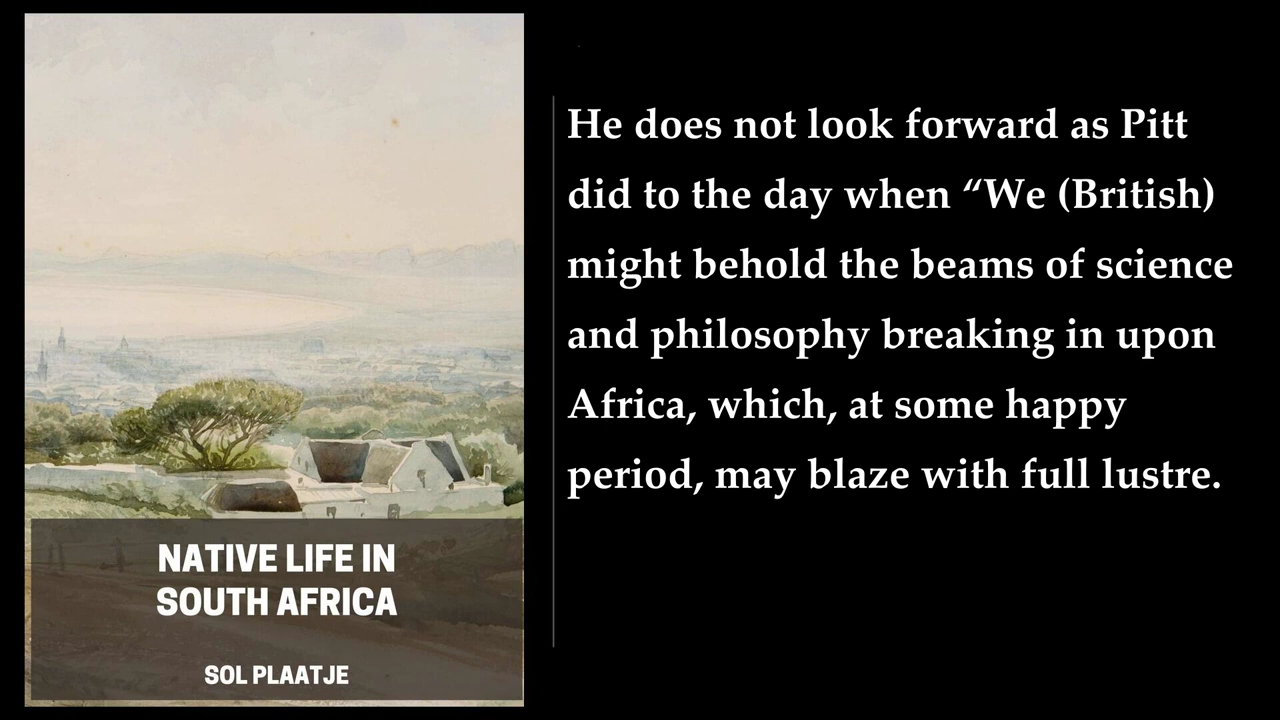 NATIVE LIFE IN
SOUTH AFRICA
SOL PLAATJE
He does not look forward as Pitt
did to the day when “We (British)
might behold the beams of science
and philosophy breaking in upon
Africa, which, at some happy
period, may blaze with full lustre.